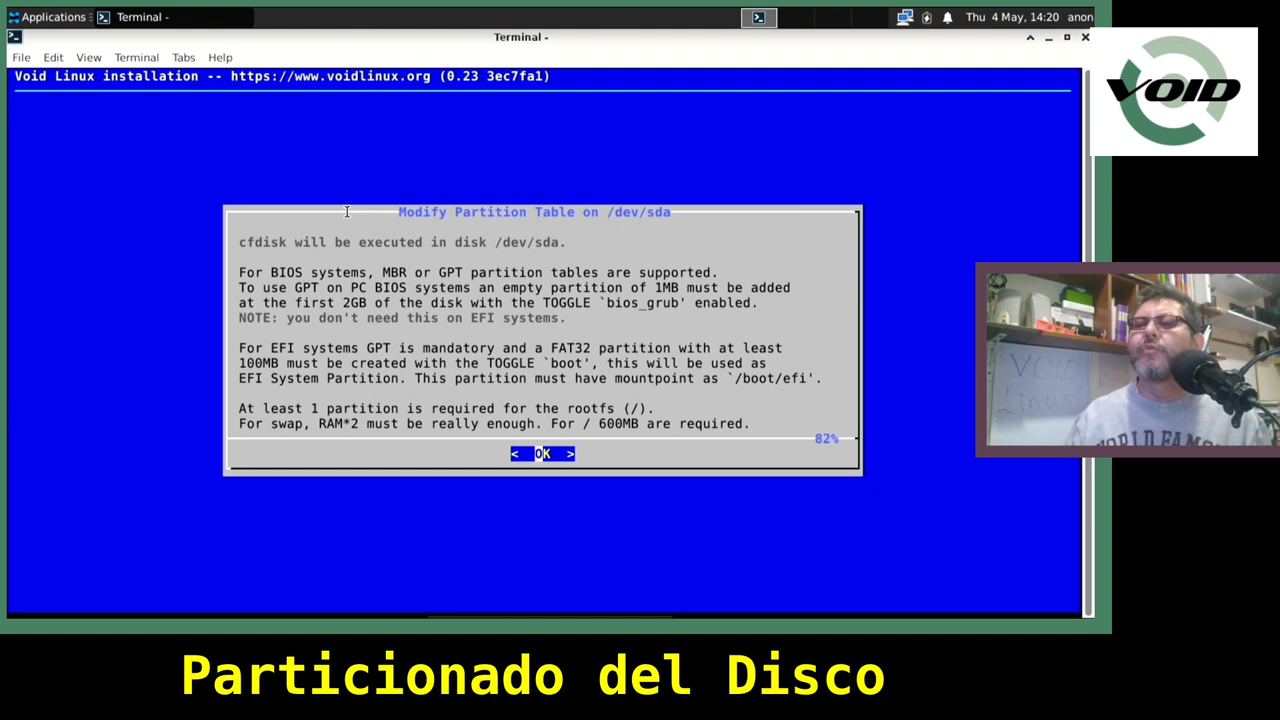 Applications
Terminal -
Thu 4 May, 14:20 anon
Terminal -
File Edit View Terminal Tabs Help
Void Linux installation -- https://www.voidlinux.org (0.23 3ec7fa1)
VOID
Modify Partition Table on /dev/sda
cfdisk will be executed in disk /dev/sda.
For BIOS systems, MBR or GPT partition tables are supported.
To use GPT on PC BIOS systems an empty partition of 1MB must be added
at the first 2GB of the disk with the TOGGLE `bios_grub' enabled.
NOTE: you don't need this on EFI systems.
For EFI systems GPT is mandatory and a FAT32 partition with at least
100MB must be created with the TOGGLE `boot', this will be used as
EFI System Partition. This partition must have mountpoint as `/boot/efi'.
At least 1 partition is required for the rootfs (/).
For swap, RAM*2 must be really enough. For / 600MB are required.
82%
< OK >
VOID
Linux
WORLD FAMO
Particionado del Disco